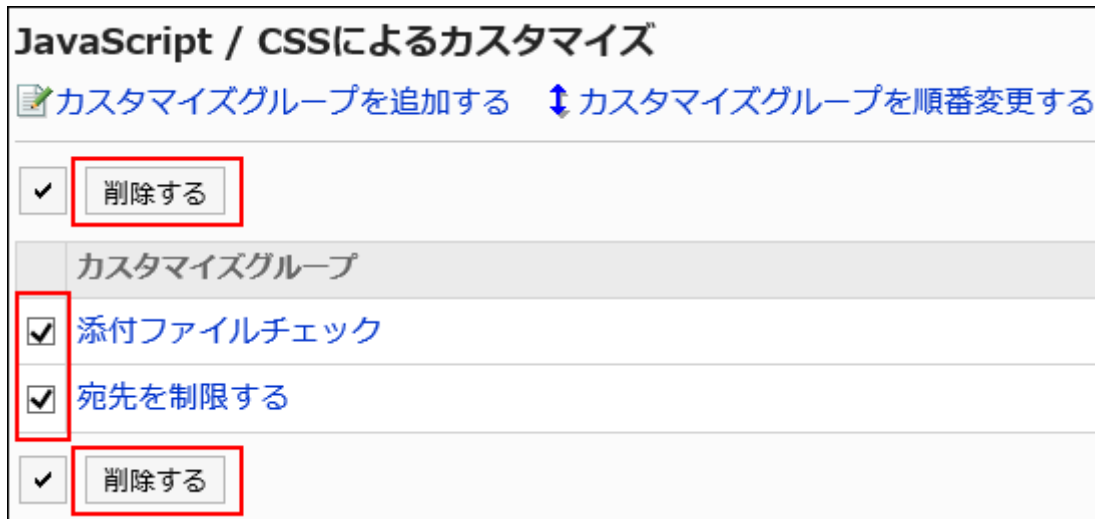 JavaScript / CSSによるカスタマイズ
カスタマイズグループを追加する カスタマイズグループを順番変更する
削除する
カスタマイズグループ
添付ファイルチェック
宛先を制限する
削除する